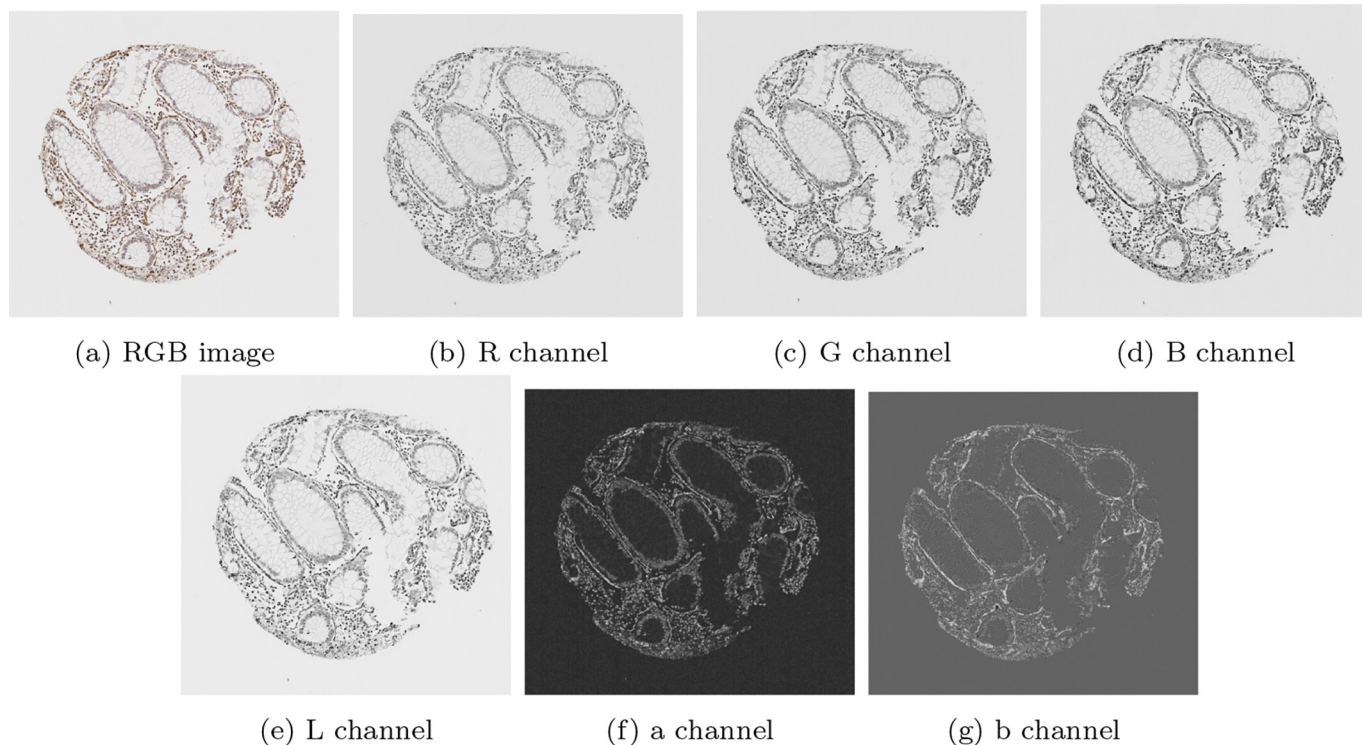 (a) RGB image
(b) R channel
(c) G channel
(d) B channel
(e) L channel
(f) a channel
(g) b channel